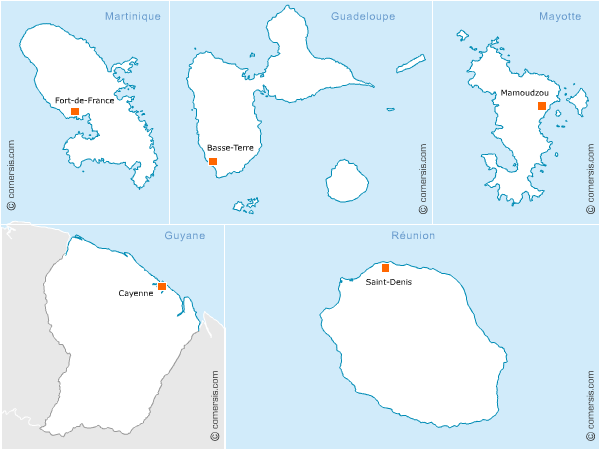 Martinique
Fort-de-France
© comersis.com
Guadeloupe
Basse-Terre
© comersis.com
Mayotte
Mamoudzou
© comersis.com
Guyane
Cayenne
© comersis.com
Réunion
Saint-Denis
© comersis.com